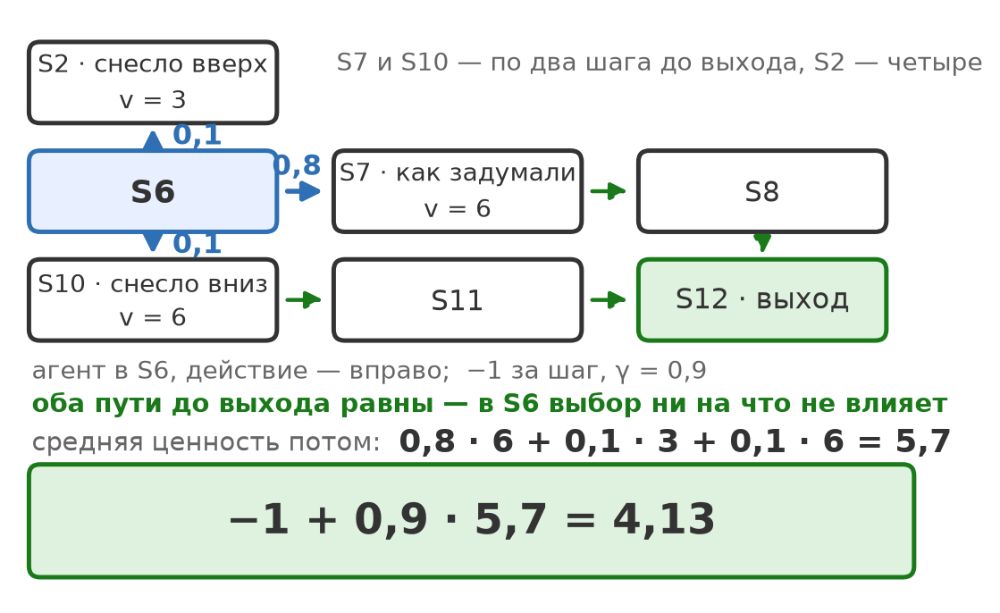 S2 · снесло вверх
v = 3
S7 и S10 — по два шага до выхода, S2 — четыре
0,1
S6
0,8
S7 · как задумали
v = 6
S8
0,1
S10 · снесло вниз
v = 6
S11
S12 · выход
агент в S6, действие — вправо; −1 за шаг, γ = 0,9
оба пути до выхода равны — в S6 выбор ни на что не влияет
средняя ценность потом: 0,8 · 6 + 0,1 · 3 + 0,1 · 6 = 5,7
−1 + 0,9 · 5,7 = 4,13